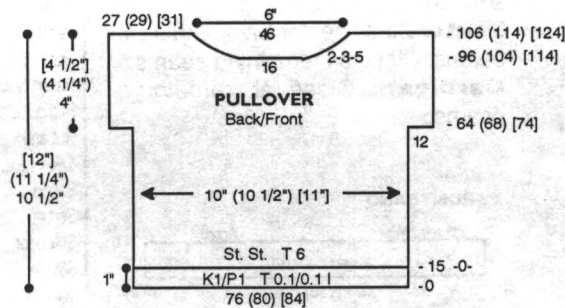 6"
27 (29) [31]
46
- 106 (114) [124]
16
2-3-5
- 96 (104) [114]
[4 1/2"]
(4 1/4")
4"
PULLOVER
Back/Front
- 64 (68) [74]
12
[12"]
(11 1/4")
10 1/2"
10" (10 1/2") [11"]
St. St. T 6
- 15 -0-
1"
K1/P1 T 0.1/0.1 I
-0
76 (80) [84]